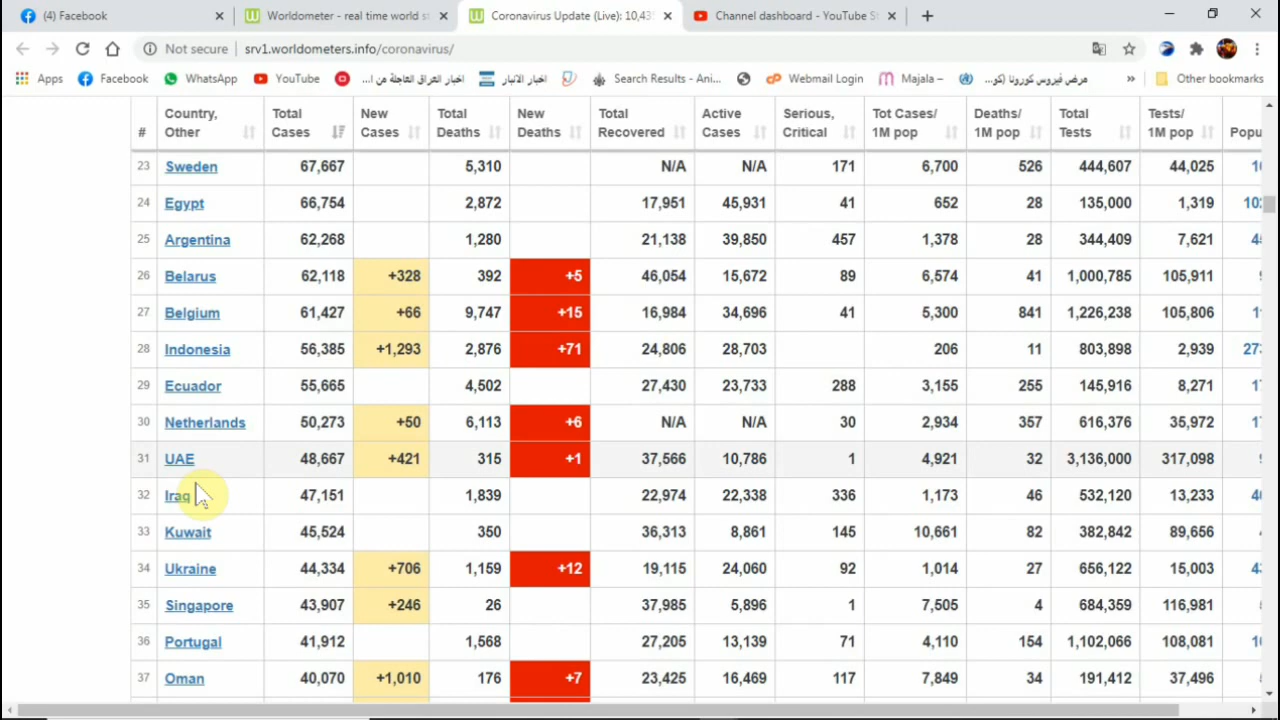 (4) Facebook
Worldometer - real time world st
Coronavirus Update (Live): 10,43
Channel dashboard - YouTube St
Not secure srv1.worldometers.info/coronavirus/
Apps Facebook WhatsApp YouTube Search Results - Ani... Webmail Login Majala – Other bookmarks
# Country, Other Total Cases New Cases Total Deaths New Deaths Total Recovered Active Cases Serious, Critical Tot Cases/ 1M pop Deaths/ 1M pop Total Tests Tests/ 1M pop Popu
23 Sweden 67,667 5,310 N/A N/A 171 6,700 526 444,607 44,025
24 Egypt 66,754 2,872 17,951 45,931 41 652 28 135,000 1,319 102
25 Argentina 62,268 1,280 21,138 39,850 457 1,378 28 344,409 7,621
26 Belarus 62,118 +328 392 +5 46,054 15,672 89 6,574 41 1,000,785 105,911
27 Belgium 61,427 +66 9,747 +15 16,984 34,696 41 5,300 841 1,226,238 105,806
28 Indonesia 56,385 +1,293 2,876 +71 24,806 28,703 206 11 803,898 2,939
29 Ecuador 55,665 4,502 27,430 23,733 288 3,155 255 145,916 8,271
30 Netherlands 50,273 +50 6,113 +6 N/A N/A 30 2,934 357 616,376 35,972
31 UAE 48,667 +421 315 +1 37,566 10,786 1 4,921 32 3,136,000 317,098
32 Iraq 47,151 1,839 22,974 22,338 336 1,173 46 532,120 13,233
33 Kuwait 45,524 350 36,313 8,861 145 10,661 82 382,842 89,656
34 Ukraine 44,334 +706 1,159 +12 19,115 24,060 92 1,014 27 656,122 15,003
35 Singapore 43,907 +246 26 37,985 5,896 1 7,505 4 684,359 116,981
36 Portugal 41,912 1,568 27,205 13,139 71 4,110 154 1,102,066 108,081
37 Oman 40,070 +1,010 176 +7 23,425 16,469 117 7,849 34 191,412 37,496